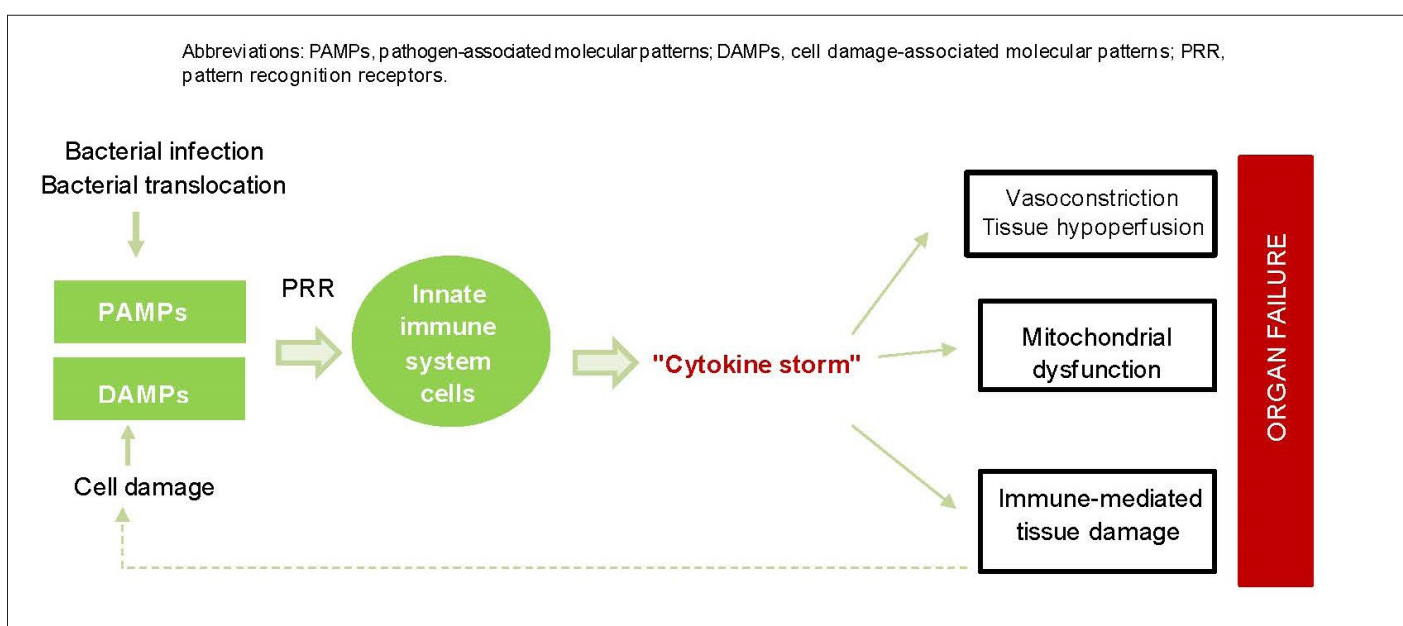 Abbreviations: PAMPs, pathogen-associated molecular patterns; DAMPs, cell damage-associated molecular patterns; PRR,
pattern recognition receptors.
Bacterial infection
Bacterial translocation
PAMPs
DAMPs
Cell damage
PRR
Innate
immune
system
cells
"Cytokine storm"
Vasoconstriction
Tissue hypoperfusion
Mitochondrial
dysfunction
Immune-mediated
tissue damage
ORGAN FAILURE